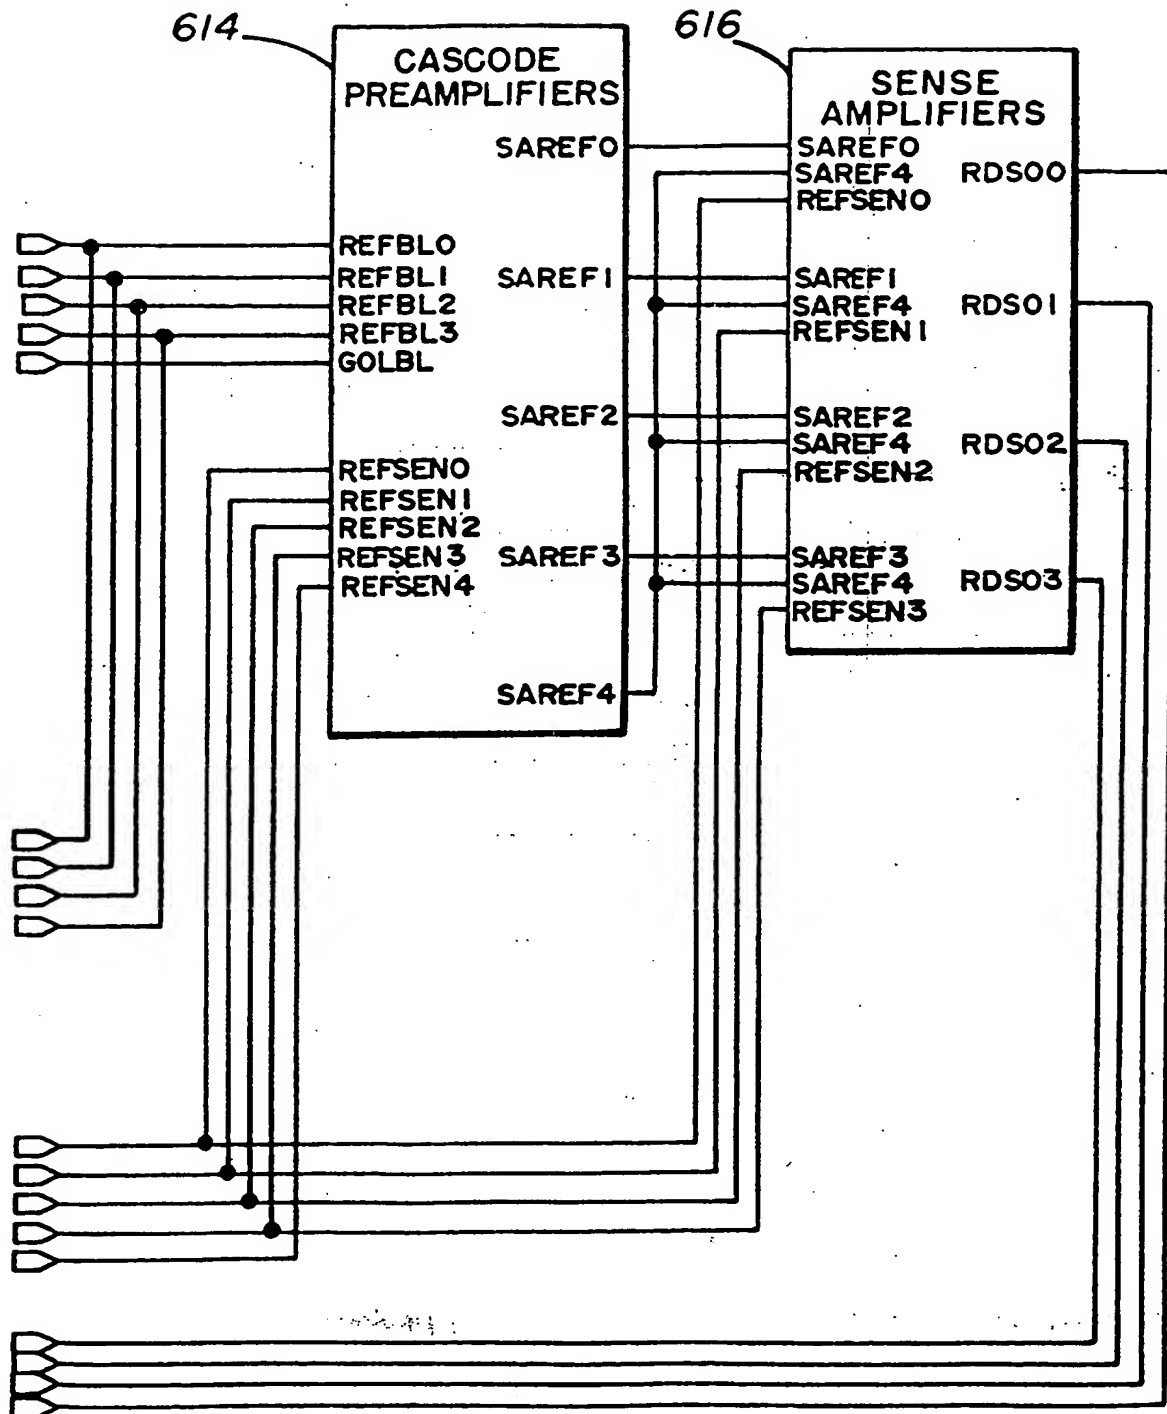 614
CASCODE
PREAMPLIFIERS
SAREF0
REFBL0
REFBL1
SAREF1
REFBL2
REFBL3
GOLBL
SAREF2
REFSEN0
REFSEN1
REFSEN2
REFSEN3
SAREF3
REFSEN4
SAREF4
616
SENSE
AMPLIFIERS
SAREF0
SAREF4
RDSO0
REFSEN0
SAREF1
SAREF4
RDSO1
REFSEN1
SAREF2
SAREF4
RDSO2
REFSEN2
SAREF3
SAREF4
RDSO3
REFSEN3